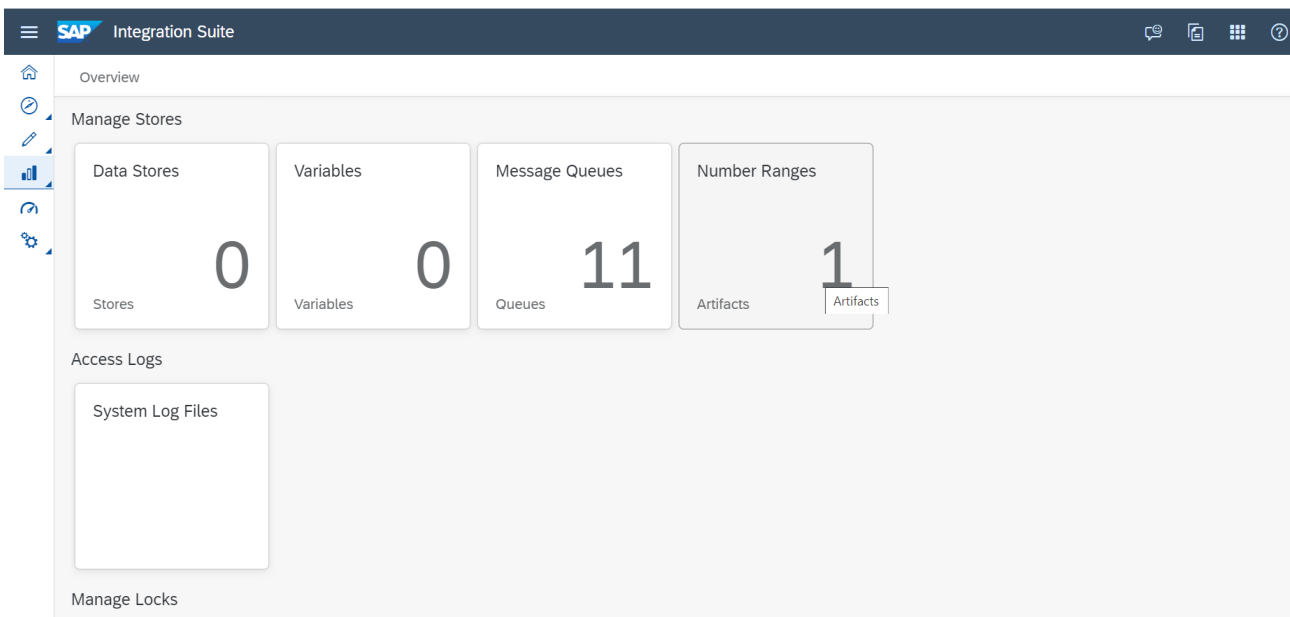 SAP Integration Suite
Overview
Manage Stores
Data Stores
0
Stores
Variables
0
Variables
Message Queues
11
Queues
Number Ranges
1
Artifacts
Artifacts
Access Logs
System Log Files
Manage Locks